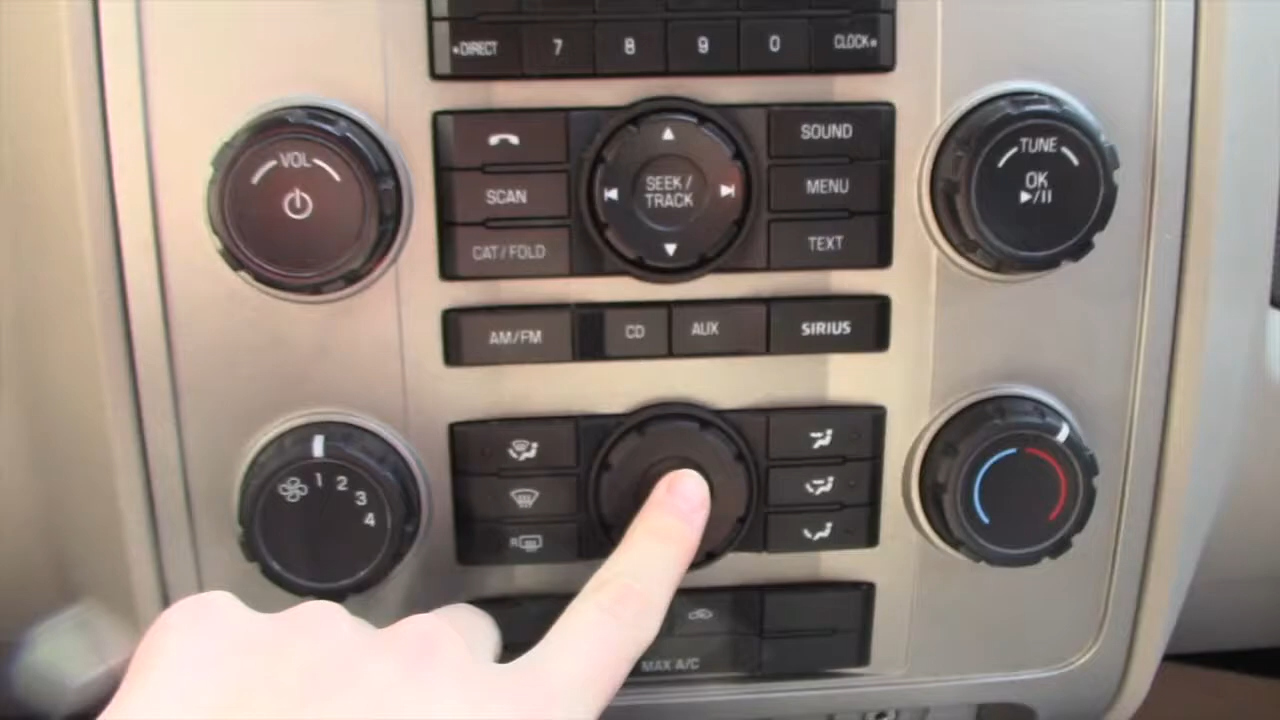 DIRECT 7 8 9 0 CLOCK
VOL
SCAN
CAT/FOLD
SEEK/
TRACK
SOUND
MENU
TEXT
TUNE
OK
AM/FM CD AUX SIRIUS
1 2 3 4
R
MAX A/C